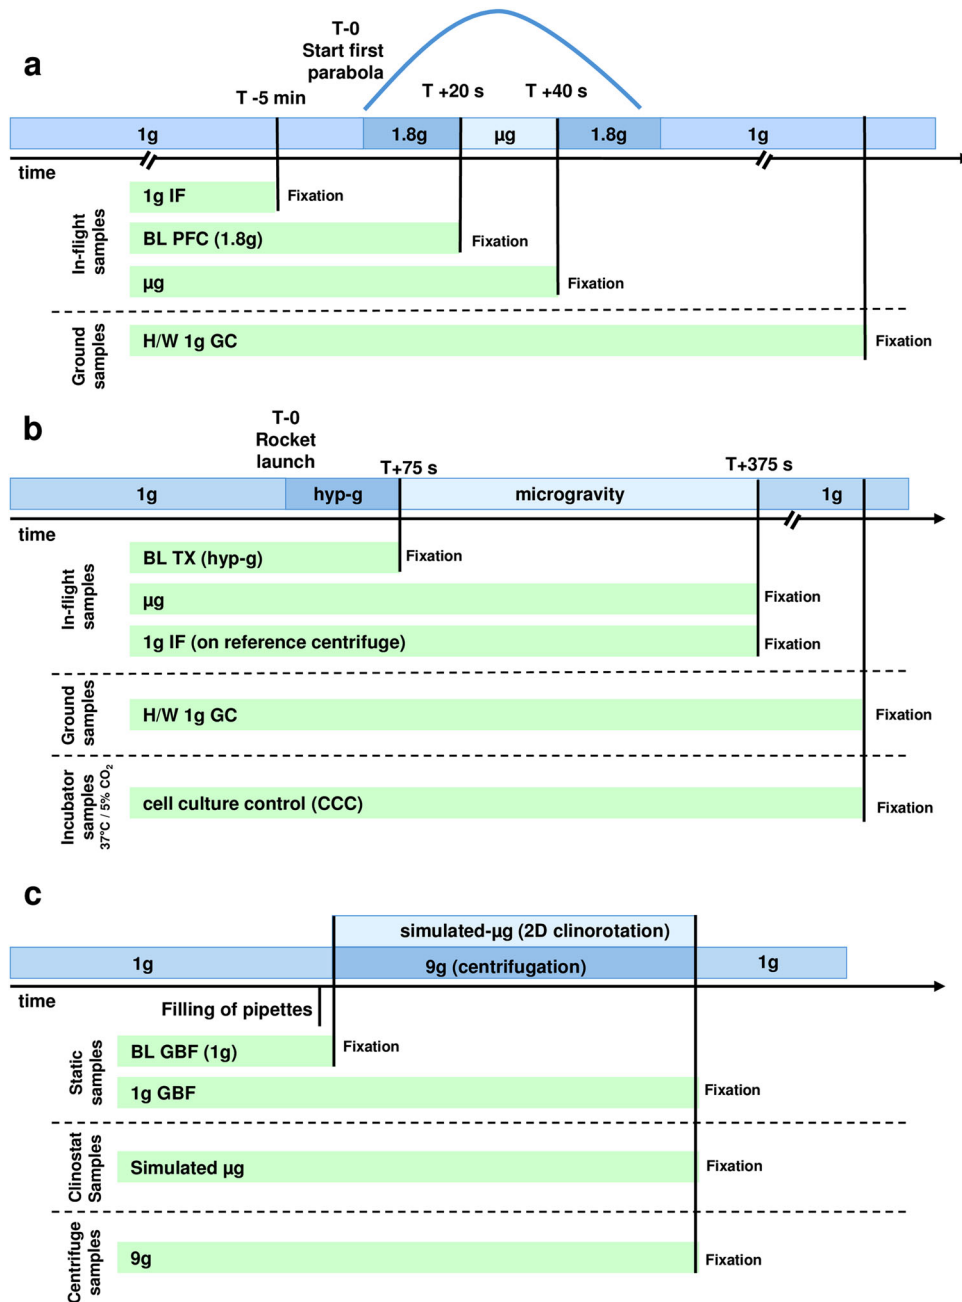 a
T-0
Start first
parabola
T -5 min
T +20 s
T +40 s
1g
1.8g
µg
1.8g
1g
time
In-flight
samples
1g IF
Fixation
BL PFC (1.8g)
Fixation
µg
Fixation
Ground
samples
H/W 1g GC
Fixation
b
T-0
Rocket
launch
T+75 s
T+375 s
1g
hyp-g
microgravity
1g
time
In-flight
samples
BL TX (hyp-g)
Fixation
µg
Fixation
1g IF (on reference centrifuge)
Fixation
Ground
samples
H/W 1g GC
Fixation
Incubator
samples
37°C / 5% CO₂
cell culture control (CCC)
Fixation
c
simulated-µg (2D clinorotation)
1g
9g (centrifugation)
1g
time
Filling of pipettes
Static
samples
BL GBF (1g)
Fixation
1g GBF
Fixation
Clinostat
Samples
Simulated µg
Fixation
Centrifuge
samples
9g
Fixation